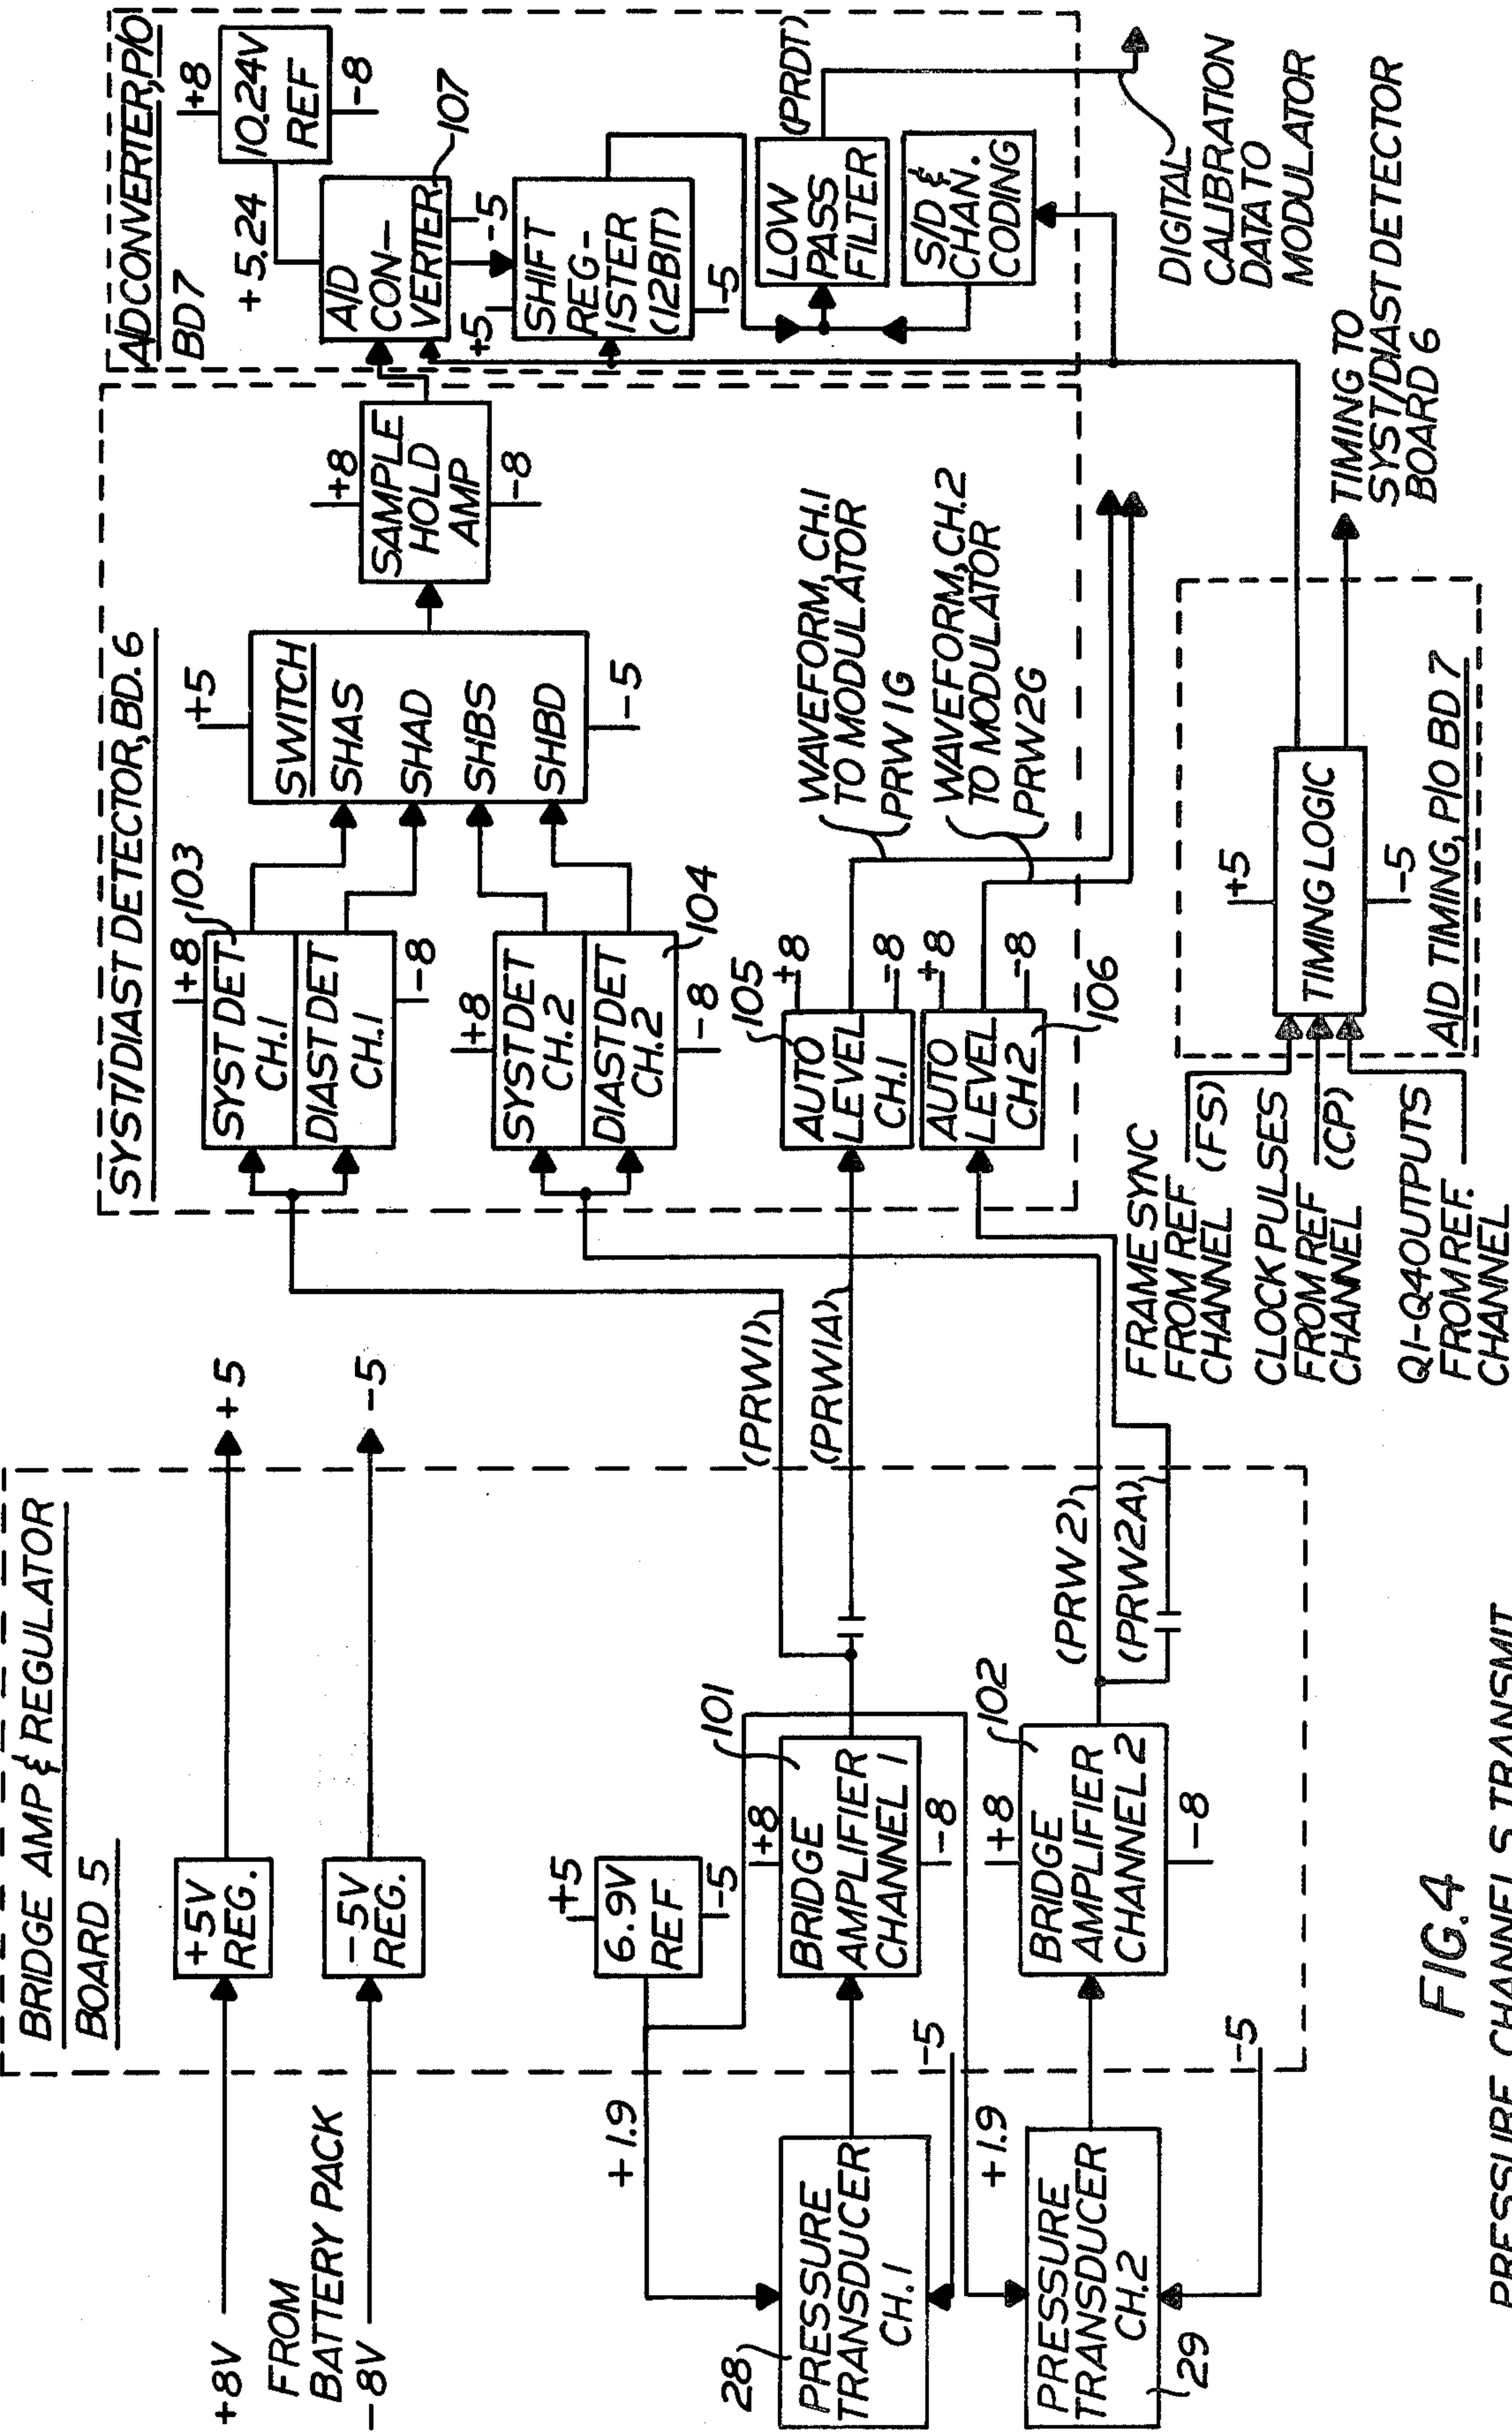 BRIDGE AMP & REGULATOR
BOARD 5
+8V
FROM
BATTERY PACK
-8V
+5V
REG.
-5V
REG.
+5
-5
+5
6.9V
REF
-5
+1.9
28
PRESSURE
TRANSDUCER
CH.1
-5
101
+8
BRIDGE
AMPLIFIER
CHANNEL 1
-8
+1.9
PRESSURE
TRANSDUCER
CH.2
29
-5
102
+8
BRIDGE
AMPLIFIER
CHANNEL 2
-8
(PRW1)
(PRW1A)
(PRW 2)
(PRW2A)
SYST/DIAST DETECTOR, BD. 6
+8
103
SYST DET
CH.1
DIAST DET
CH.1
-8
+8
SYST DET
CH.2
DIAST DET
CH.2
104
-8
+5
SWITCH
SHAS
SHAD
SHBS
SHBD
-5
+8
SAMPLE
HOLD
AMP
-8
105
+8
AUTO
LEVEL
CH.1
-8
+8
AUTO
LEVEL
CH 2
-8
106
WAVEFORM, CH.1
TO MODULATOR
PRW 1G
WAVEFORM, CH.2
TO MODULATOR
PRW2G
A/D CONVERTER, P/O
BD 7
+8
10.24V
REF
-8
+5.24
A/D
CON-
VERTER
107
-5
+5
SHIFT
REG-
ISTER
(12BIT)
-5
LOW
PASS
FILTER
(PRDT)
S/D &
CHAN.
CODING
DIGITAL
CALIBRATION
DATA TO
MODULATOR
TIMING TO
SYST/DIAST DETECTOR
BOARD 6
FRAME SYNC
FROM REF
CHANNEL (FS)
CLOCK PULSES
FROM REF
CHANNEL (CP)
Q1-Q4 OUTPUTS
FROM REF.
CHANNEL
+5
TIMING LOGIC
-5
A/D TIMING, P/O BD 7
FIG. 4
PRESSURE CHANNELS TRANSMIT